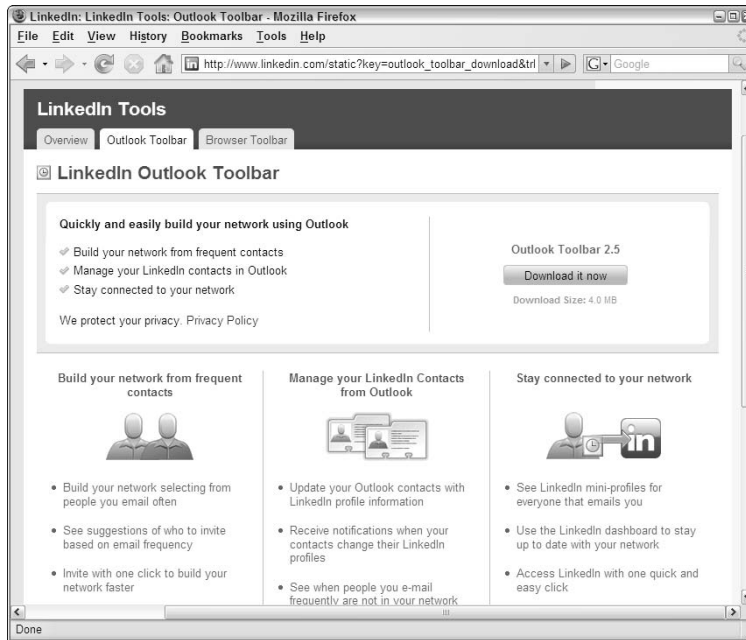 LinkedIn: LinkedIn Tools: Outlook Toolbar - Mozilla Firefox
File Edit View History Bookmarks Tools Help
in http://www.linkedin.com/static?key=outlook_toolbar_download&trl G Google
LinkedIn Tools
Overview Outlook Toolbar Browser Toolbar
LinkedIn Outlook Toolbar
Quickly and easily build your network using Outlook
Build your network from frequent contacts
Manage your LinkedIn contacts in Outlook
Stay connected to your network
We protect your privacy. Privacy Policy
Outlook Toolbar 2.5
Download it now
Download Size: 4.0 MB
Build your network from frequent
contacts
• Build your network selecting from
people you email often
• See suggestions of who to invite
based on email frequency
• Invite with one click to build your
network faster
Manage your LinkedIn Contacts
from Outlook
• Update your Outlook contacts with
LinkedIn profile information
• Receive notifications when your
contacts change their LinkedIn
profiles
• See when people you e-mail
frequently are not in your network
Stay connected to your network
in
• See LinkedIn mini-profiles for
everyone that emails you
• Use the LinkedIn dashboard to stay
up to date with your network
• Access LinkedIn with one quick and
easy click
Done